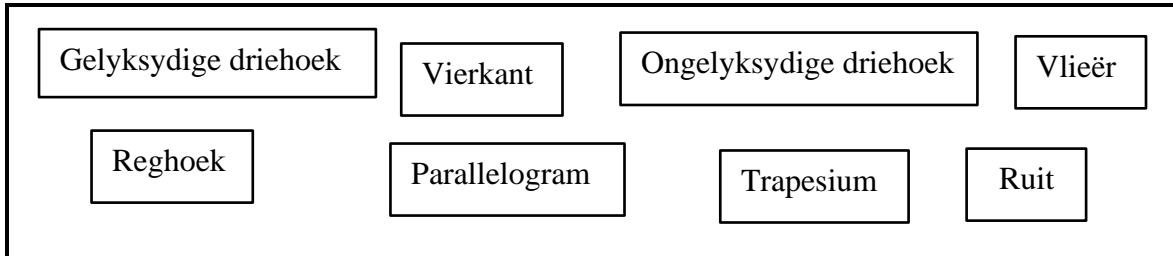 Gelyksydige driehoek Vierkant Ongelyksydige driehoek Vlieër
Reghoek Parallelogram Trapesium Ruit